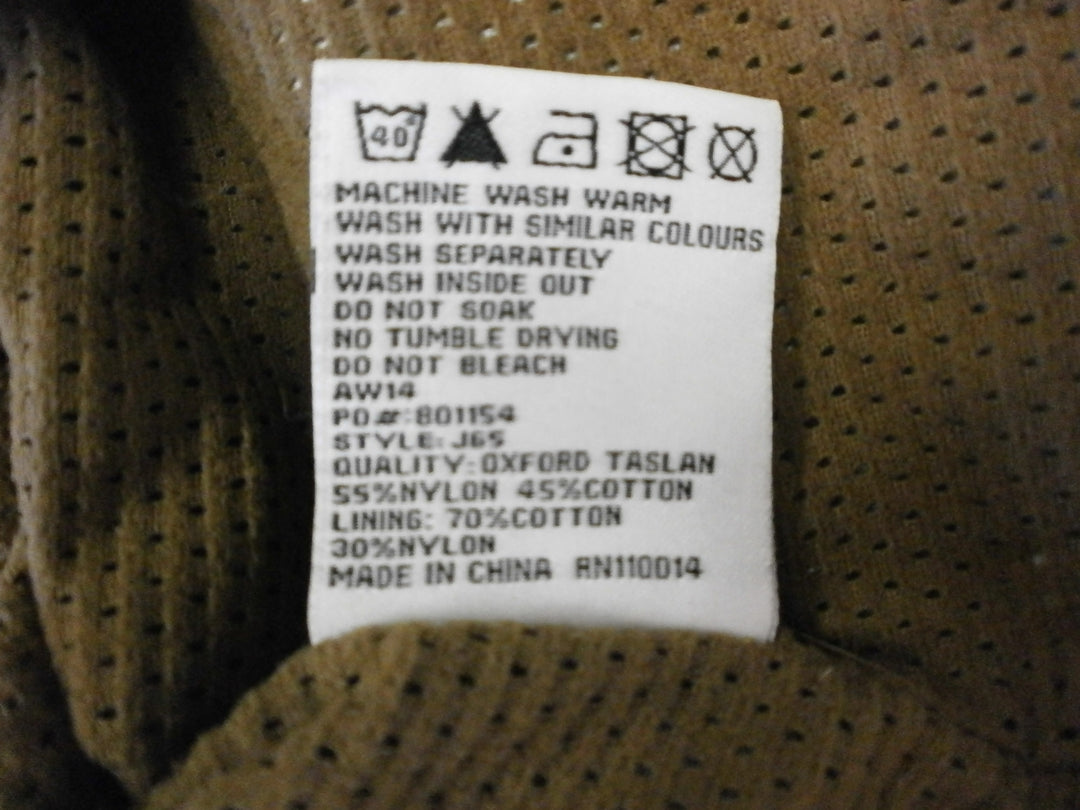 40°
MACHINE WASH WARM
WASH WITH SIMILAR COLOURS
WASH SEPARATELY
WASH INSIDE OUT
DO NOT SOAK
NO TUMBLE DRYING
DO NOT BLEACH
AW14
PO#:801154
STYLE: J65
QUALITY:OXFORD TASLAN
55%NYLON 45%COTTON
LINING: 70%COTTON
30%NYLON
MADE IN CHINA RN110014